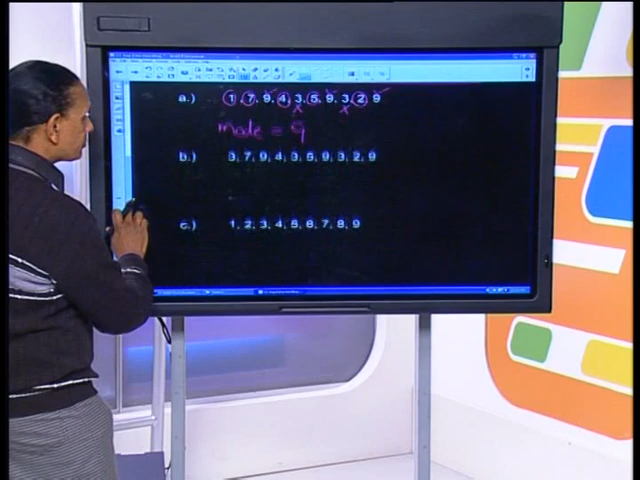 a.) 1, 7, 9, 4, 3, 5, 9, 3, 2, 9
mode = 9
b.) 3, 7, 9, 4, 3, 5, 9, 3, 2, 9
c.) 1, 2, 3, 4, 5, 6, 7, 8, 9